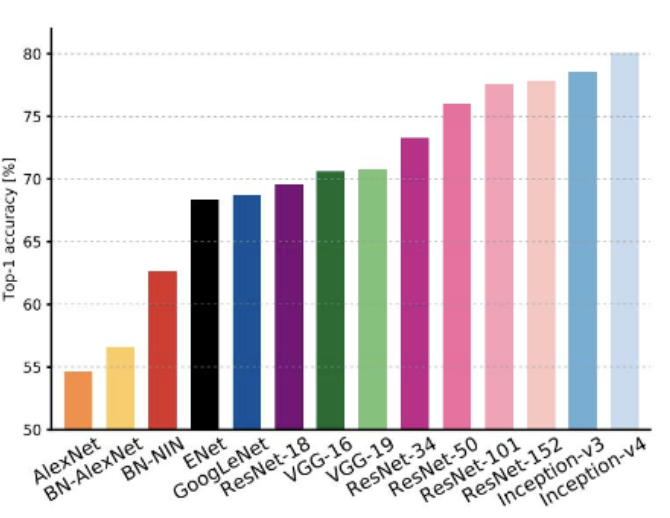 Top-1 accuracy [%]
80
75
70
65
60
55
50
AlexNet
BN-AlexNet
BN-NIN
ENet
GoogLeNet
ResNet-18
VGG-16
VGG-19
ResNet-34
ResNet-50
ResNet-101
ResNet-152
Inception-v3
Inception-v4